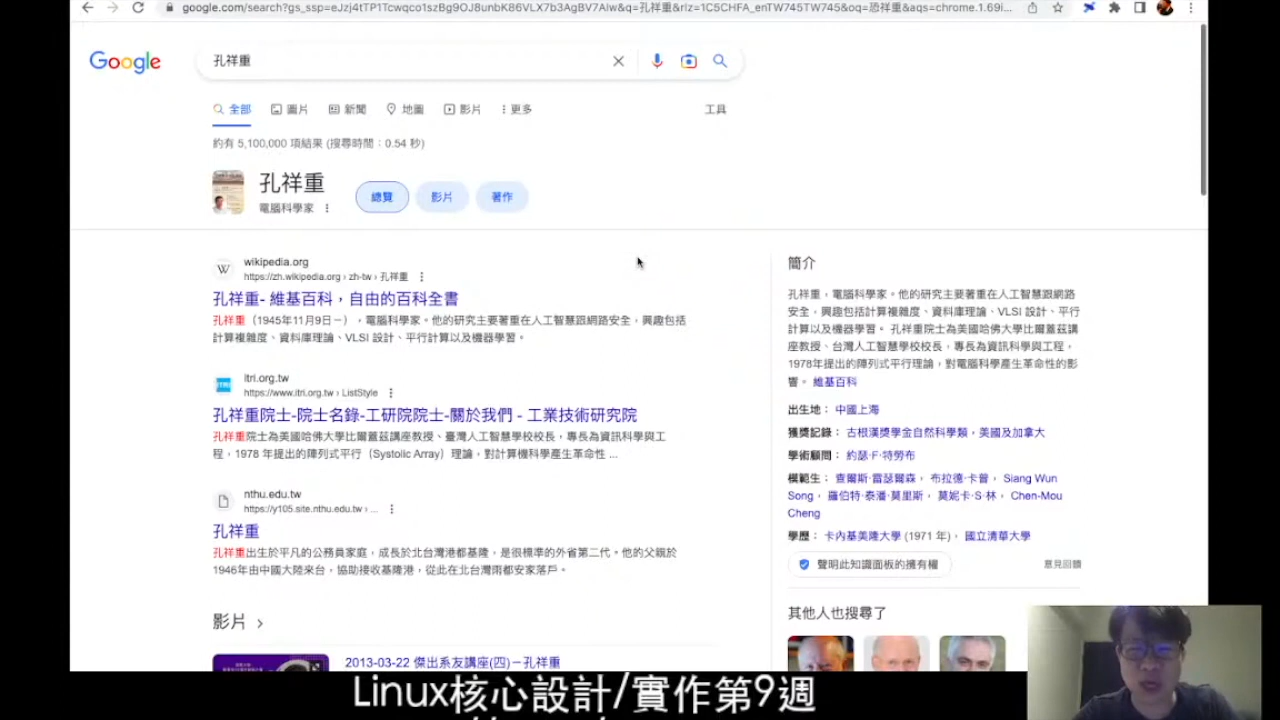 google.com/search?gs_ssp=eJzj4tTP1Tcwqco1szBg9OJ8unbK86VLX7b3AgBV7Alw&q=孔祥重&rlz=1C5CHFA_enTW745TW745&oq=恐祥重&aqs=chrome.1.69i...
Google
孔祥重
全部 圖片 新聞 地圖 影片 更多 工具
約有 5,100,000 項結果 (搜尋時間：0.54 秒)
孔祥重
電腦科學家
總覽 影片 著作
wikipedia.org
https://zh.wikipedia.org › zh-tw › 孔祥重
孔祥重- 維基百科，自由的百科全書
孔祥重（1945年11月9日－），電腦科學家。他的研究主要著重在人工智慧跟網路安全，興趣包括
計算複雜度、資料庫理論、VLSI 設計、平行計算以及機器學習。
itri.org.tw
https://www.itri.org.tw › ListStyle
孔祥重院士-院士名錄-工研院院士-關於我們 - 工業技術研究院
孔祥重院士為美國哈佛大學比爾蓋茲講座教授、臺灣人工智慧學校校長，專長為資訊科學與工
程，1978 年提出的陣列式平行（Systolic Array）理論，對計算機科學產生革命性 ...
nthu.edu.tw
https://y105.site.nthu.edu.tw › ...
孔祥重
孔祥重出生於平凡的公務員家庭，成長於北台灣港都基隆，是很標準的外省第二代。他的父親於
1946年由中國大陸來台，協助接收基隆港，從此在北台灣雨都安家落戶。
影片
2013-03-22 傑出系友講座(四)－孔祥重
簡介
孔祥重，電腦科學家。他的研究主要著重在人工智慧跟網路
安全，興趣包括計算複雜度、資料庫理論、VLSI 設計、平行
計算以及機器學習。 孔祥重院士為美國哈佛大學比爾蓋茲講
座教授、台灣人工智慧學校校長，專長為資訊科學與工程，
1978年提出的陣列式平行理論，對電腦科學產生革命性的影
響。 維基百科
出生地： 中國上海
獲獎記錄： 古根漢獎學金自然科學類，美國及加拿大
學術顧問： 約瑟·F·特勞布
模範生： 查爾斯·雷瑟爾森， 布拉德·卡普， Siang Wun
Song， 羅伯特·泰潘·莫里斯， 莫妮卡·S·林， Chen-Mou
Cheng
學歷： 卡內基美隆大學 (1971 年)， 國立清華大學
聲明此知識面板的擁有權 意見回饋
其他人也搜尋了
Linux核心設計/實作第9週